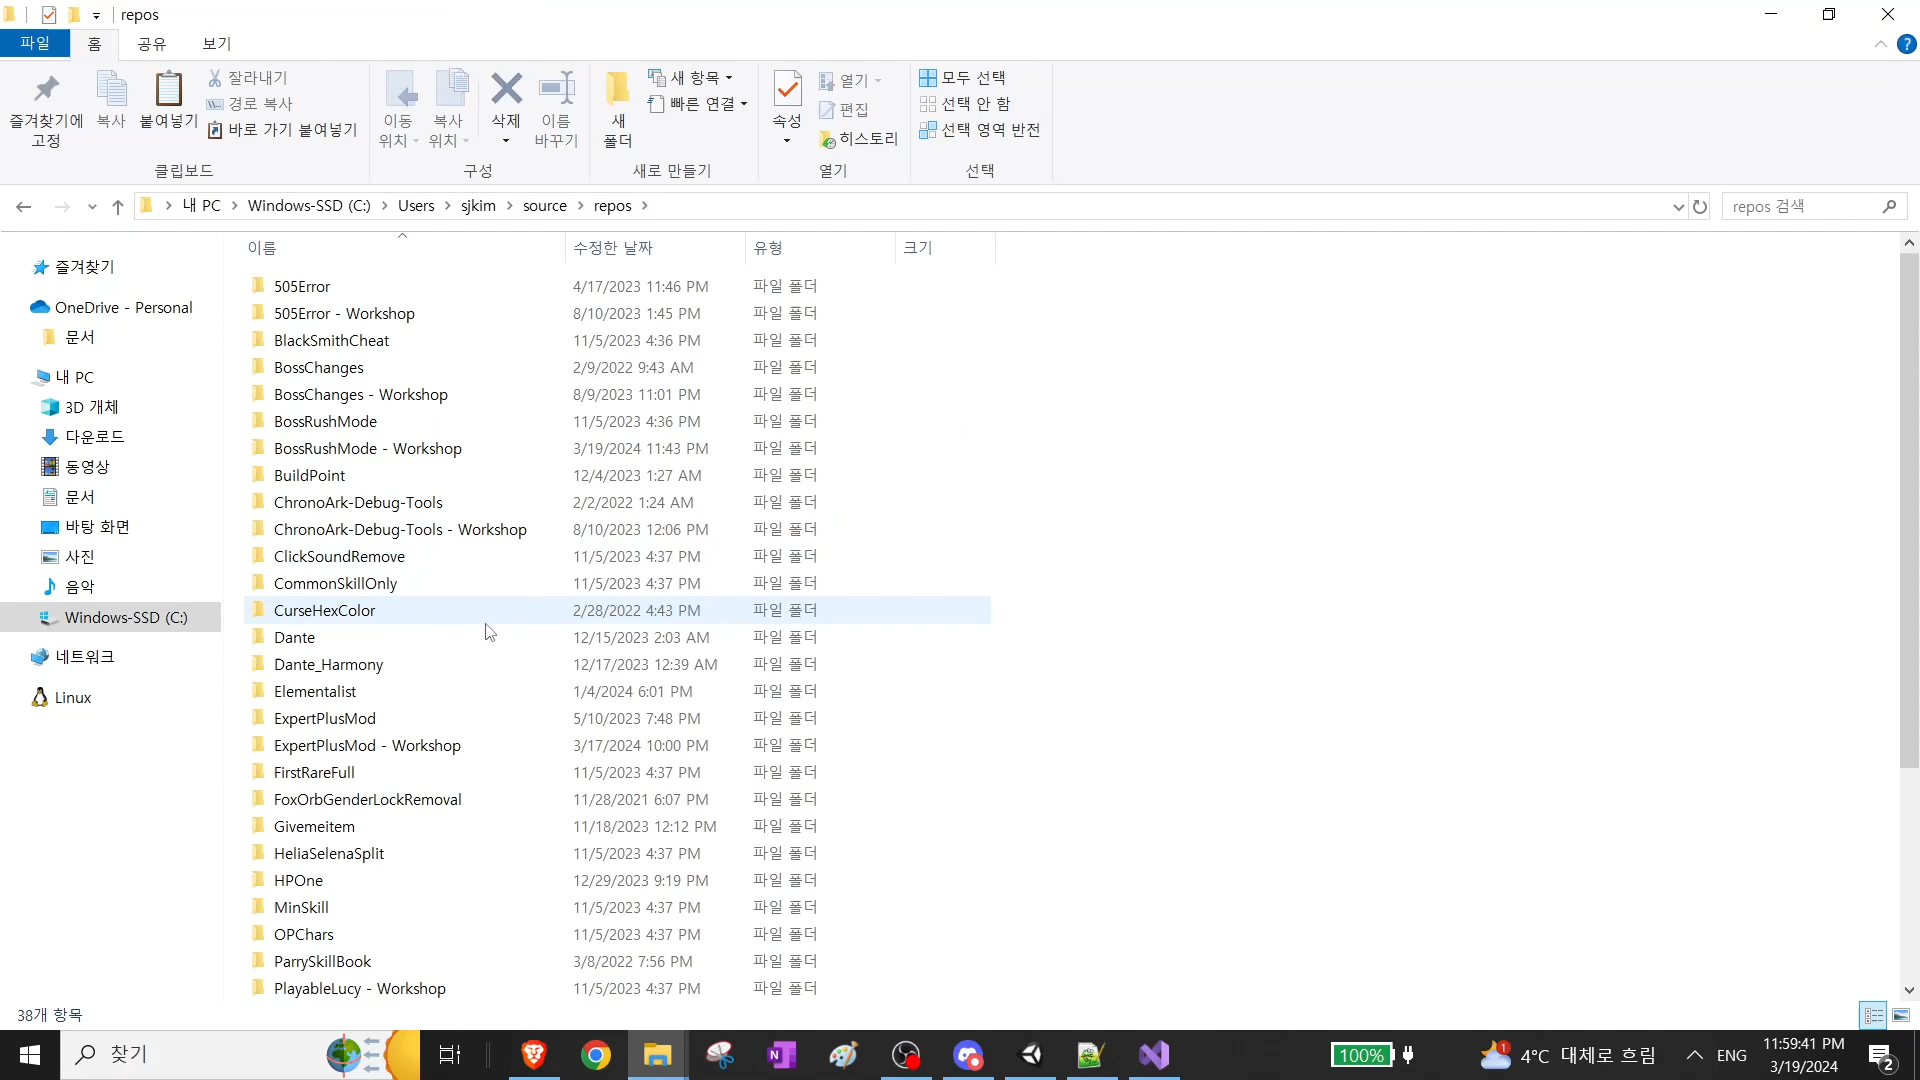 repos
파일 홈 공유 보기
즐겨찾기에 고정
복사
붙여넣기
잘라내기
경로 복사
바로 가기 붙여넣기
클립보드
이동 위치
복사 위치
삭제
이름 바꾸기
구성
새 폴더
새 항목
빠른 연결
새로 만들기
속성
열기
편집
히스토리
열기
모두 선택
선택 안 함
선택 영역 반전
선택
내 PC > Windows-SSD (C:) > Users > sjkim > source > repos >
repos 검색
즐겨찾기
OneDrive - Personal
문서
내 PC
3D 개체
다운로드
동영상
문서
바탕 화면
사진
음악
Windows-SSD (C:)
네트워크
Linux
이름 수정한 날짜 유형 크기
505Error 4/17/2023 11:46 PM 파일 폴더
505Error - Workshop 8/10/2023 1:45 PM 파일 폴더
BlackSmithCheat 11/5/2023 4:36 PM 파일 폴더
BossChanges 2/9/2022 9:43 AM 파일 폴더
BossChanges - Workshop 8/9/2023 11:01 PM 파일 폴더
BossRushMode 11/5/2023 4:36 PM 파일 폴더
BossRushMode - Workshop 3/19/2024 11:43 PM 파일 폴더
BuildPoint 12/4/2023 1:27 AM 파일 폴더
ChronoArk-Debug-Tools 2/2/2022 1:24 AM 파일 폴더
ChronoArk-Debug-Tools - Workshop 8/10/2023 12:06 PM 파일 폴더
ClickSoundRemove 11/5/2023 4:37 PM 파일 폴더
CommonSkillOnly 11/5/2023 4:37 PM 파일 폴더
CurseHexColor 2/28/2022 4:43 PM 파일 폴더
Dante 12/15/2023 2:03 AM 파일 폴더
Dante_Harmony 12/17/2023 12:39 AM 파일 폴더
Elementalist 1/4/2024 6:01 PM 파일 폴더
ExpertPlusMod 5/10/2023 7:48 PM 파일 폴더
ExpertPlusMod - Workshop 3/17/2024 10:00 PM 파일 폴더
FirstRareFull 11/5/2023 4:37 PM 파일 폴더
FoxOrbGenderLockRemoval 11/28/2021 6:07 PM 파일 폴더
Givemeitem 11/18/2023 12:12 PM 파일 폴더
HeliaSelenaSplit 11/5/2023 4:37 PM 파일 폴더
HPOne 12/29/2023 9:19 PM 파일 폴더
MinSkill 11/5/2023 4:37 PM 파일 폴더
OPChars 11/5/2023 4:37 PM 파일 폴더
ParrySkillBook 3/8/2022 7:56 PM 파일 폴더
PlayableLucy - Workshop 11/5/2023 4:37 PM 파일 폴더
38개 항목
찾기
100%
1
4°C 대체로 흐림
ENG
11:59:41 PM
3/19/2024
2